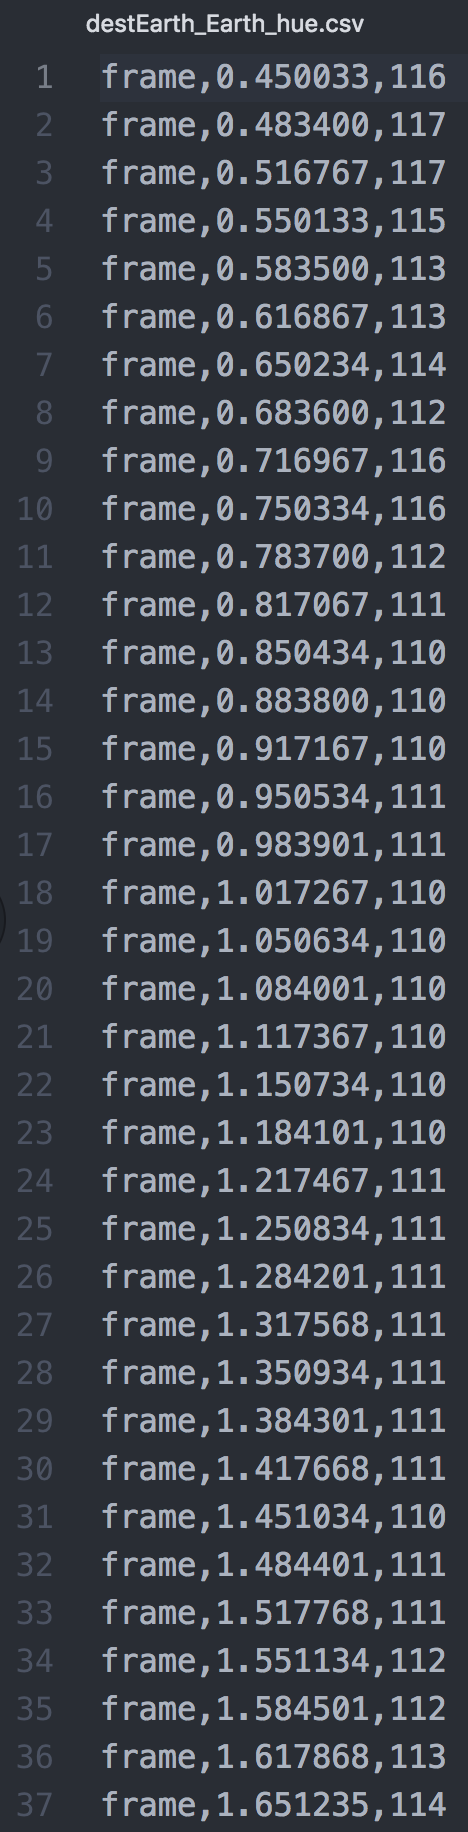 destEarth_Earth_hue.csv
1 frame,0.450033,116
2 frame,0.483400,117
3 frame,0.516767,117
4 frame,0.550133,115
5 frame,0.583500,113
6 frame,0.616867,113
7 frame,0.650234,114
8 frame,0.683600,112
9 frame,0.716967,116
10 frame,0.750334,116
11 frame,0.783700,112
12 frame,0.817067,111
13 frame,0.850434,110
14 frame,0.883800,110
15 frame,0.917167,110
16 frame,0.950534,111
17 frame,0.983901,111
18 frame,1.017267,110
19 frame,1.050634,110
20 frame,1.084001,110
21 frame,1.117367,110
22 frame,1.150734,110
23 frame,1.184101,110
24 frame,1.217467,111
25 frame,1.250834,111
26 frame,1.284201,111
27 frame,1.317568,111
28 frame,1.350934,111
29 frame,1.384301,111
30 frame,1.417668,111
31 frame,1.451034,110
32 frame,1.484401,111
33 frame,1.517768,111
34 frame,1.551134,112
35 frame,1.584501,112
36 frame,1.617868,113
37 frame,1.651235,114